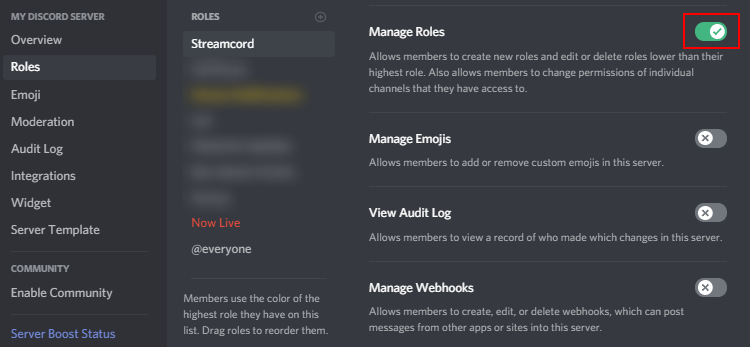 MY DISCORD SERVER
Overview
Roles
Emoji
Moderation
Audit Log
Integrations
Widget
Server Template
COMMUNITY
Enable Community
Server Boost Status
ROLES
Streamcord
Now Live
@everyone
Members use the color of the
highest role they have on this
list. Drag roles to reorder them.
Manage Roles
Allows members to create new roles and edit or delete roles lower than their
highest role. Also allows members to change permissions of individual
channels that they have access to.
Manage Emojis
Allows members to add or remove custom emojis in this server.
View Audit Log
Allows members to view a record of who made which changes in this server.
Manage Webhooks
Allows members to create, edit, or delete webhooks, which can post
messages from other apps or sites into this server.